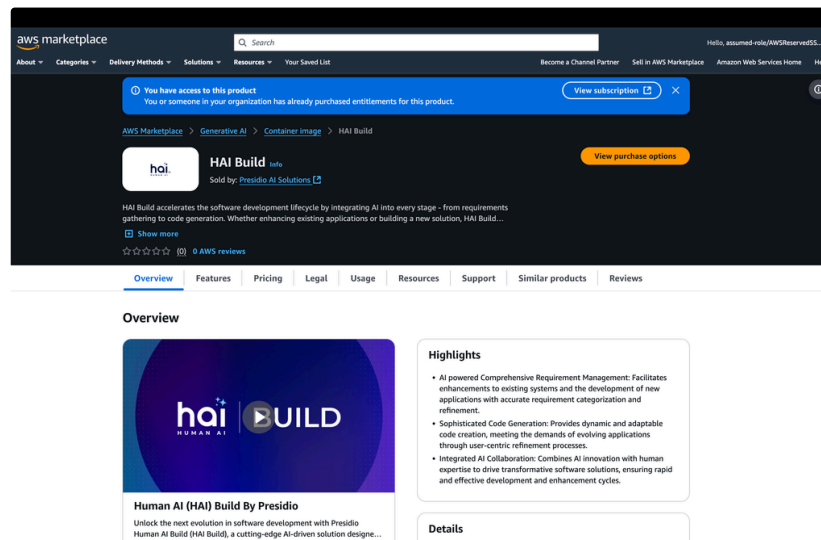 aws marketplace
Search
Hello, assumed-role/AWSReservedSS...
About
Categories
Delivery Methods
Solutions
Resources
Your Saved List
Become a Channel Partner
Sell in AWS Marketplace
Amazon Web Services Home
You have access to this product
You or someone in your organization has already purchased entitlements for this product.
View subscription
AWS Marketplace > Generative AI > Container image > HAI Build
hai
HUMAN AI
HAI Build Info
Sold by: Presidio AI Solutions
View purchase options
HAI Build accelerates the software development lifecycle by integrating AI into every stage - from requirements
gathering to code generation. Whether enhancing existing applications or building a new solution, HAI Build...
Show more
(0) 0 AWS reviews
Overview
Features
Pricing
Legal
Usage
Resources
Support
Similar products
Reviews
Overview
hai BUILD
HUMAN AI
Human AI (HAI) Build By Presidio
Unlock the next evolution in software development with Presidio
Human AI Build (HAI Build), a cutting-edge AI-driven solution designe...
Highlights
• AI powered Comprehensive Requirement Management: Facilitates
enhancements to existing systems and the development of new
applications with accurate requirement categorization and
refinement.
• Sophisticated Code Generation: Provides dynamic and adaptable
code creation, meeting the demands of evolving applications
through user-centric refinement processes.
• Integrated AI Collaboration: Combines AI innovation with human
expertise to drive transformative software solutions, ensuring rapid
and effective development and enhancement cycles.
Details